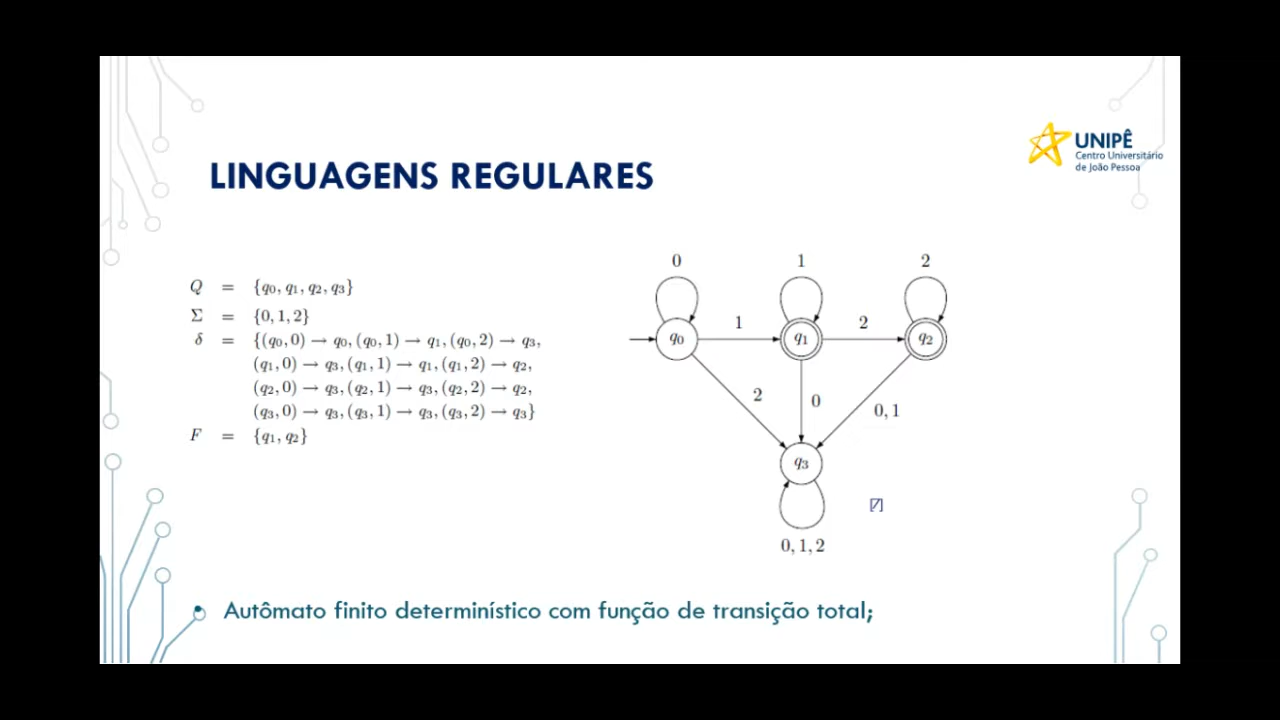 UNIPÊ
Centro Universitário
de João Pessoa
LINGUAGENS REGULARES
Q = {q₀, q₁, q₂, q₃}
Σ = {0, 1, 2}
δ = {(q₀, 0) → q₀, (q₀, 1) → q₁, (q₀, 2) → q₃,
(q₁, 0) → q₃, (q₁, 1) → q₁, (q₁, 2) → q₂,
(q₂, 0) → q₃, (q₂, 1) → q₃, (q₂, 2) → q₂,
(q₃, 0) → q₃, (q₃, 1) → q₃, (q₃, 2) → q₃}
F = {q₁, q₂}
0 1 2
1 2
q₀ q₁ q₂
2 0 0, 1
q₃
[/]
0, 1, 2
• Autômato finito determinístico com função de transição total;